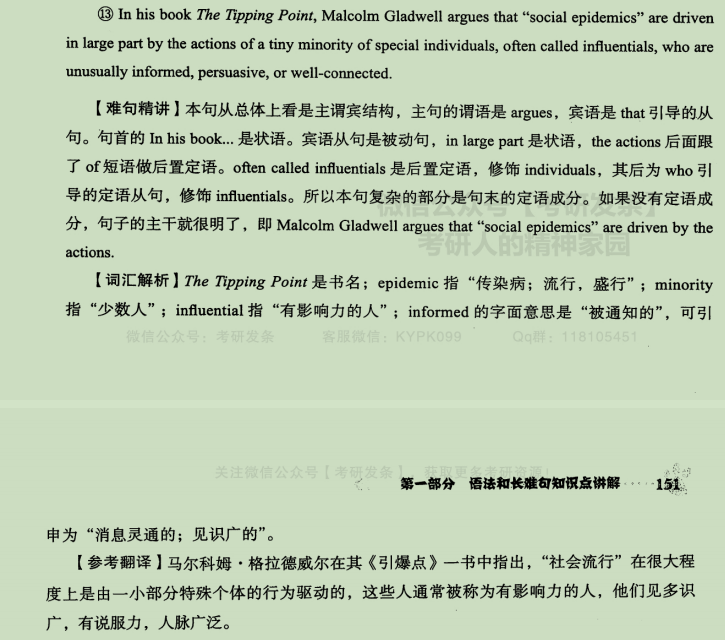 ⑬ In his book The Tipping Point, Malcolm Gladwell argues that “social epidemics” are driven
in large part by the actions of a tiny minority of special individuals, often called influentials, who are
unusually informed, persuasive, or well-connected.
【难句精讲】本句从总体上看是主谓宾结构，主句的谓语是 argues，宾语是 that 引导的从
句。句首的 In his book... 是状语。宾语从句是被动句，in large part 是状语，the actions 后面跟
了 of 短语做后置定语。often called influentials 是后置定语，修饰 individuals，其后为 who 引
导的定语从句，修饰 influentials。所以本句复杂的部分是句末的定语成分。如果没有定语成
微信公众号【考研发条】
分，句子的主干就很明了，即 Malcolm Gladwell argues that “social epidemics” are driven by the
考研人的精神家园
actions.
【词汇解析】The Tipping Point 是书名；epidemic 指“传染病；流行，盛行”；minority
指“少数人”；influential 指“有影响力的人”；informed 的字面意思是“被通知的”，可引
微信公众号：考研发条 客服微信：KYPK099 Qq群：118105451
关注微信公众号【考研发条】，获取更多考研资源！
第一部分 语法和长难句知识点讲解 ····· 151
申为“消息灵通的；见识广的”。
【参考翻译】马尔科姆·格拉德威尔在其《引爆点》一书中指出，“社会流行”在很大程
度上是由一小部分特殊个体的行为驱动的，这些人通常被称为有影响力的人，他们见多识
广，有说服力，人脉广泛。